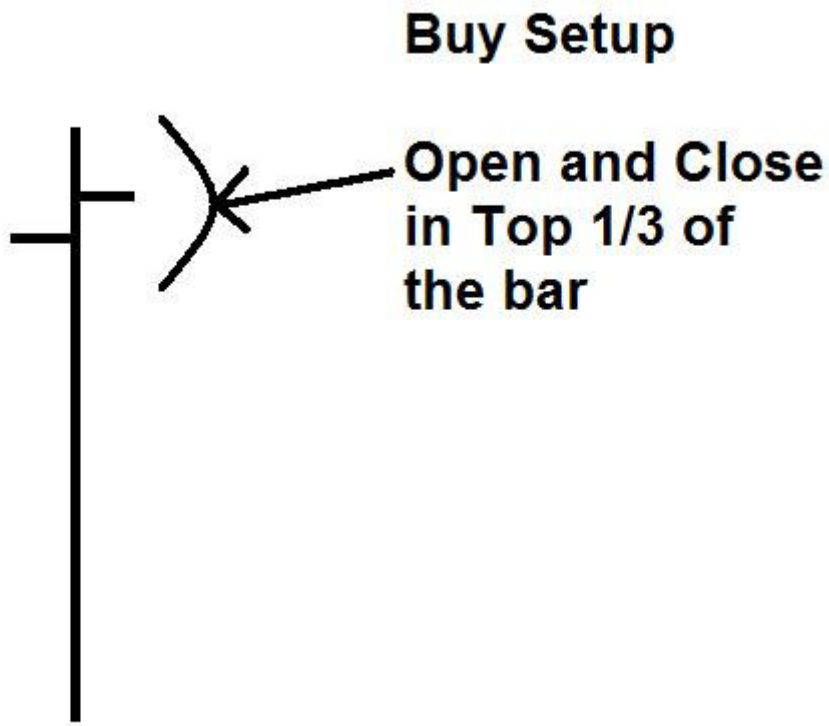 Buy Setup
Open and Close
in Top 1/3 of
the bar